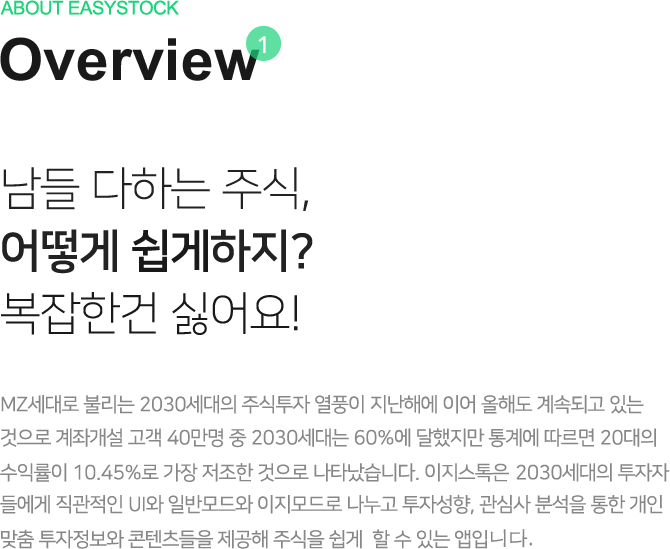 ABOUT EASYSTOCK
Overview 1
남들 다하는 주식,
어떻게 쉽게하지?
복잡한건 싫어요!
MZ세대로 불리는 2030세대의 주식투자 열풍이 지난해에 이어 올해도 계속되고 있는
것으로 계좌개설 고객 40만명 중 2030세대는 60%에 달했지만 통계에 따르면 20대의
수익률이 10.45%로 가장 저조한 것으로 나타났습니다. 이지스톡은 2030세대의 투자자
들에게 직관적인 UI와 일반모드와 이지모드로 나누고 투자성향, 관심사 분석을 통한 개인
맞춤 투자정보와 콘텐츠들을 제공해 주식을 쉽게 할 수 있는 앱입니다.